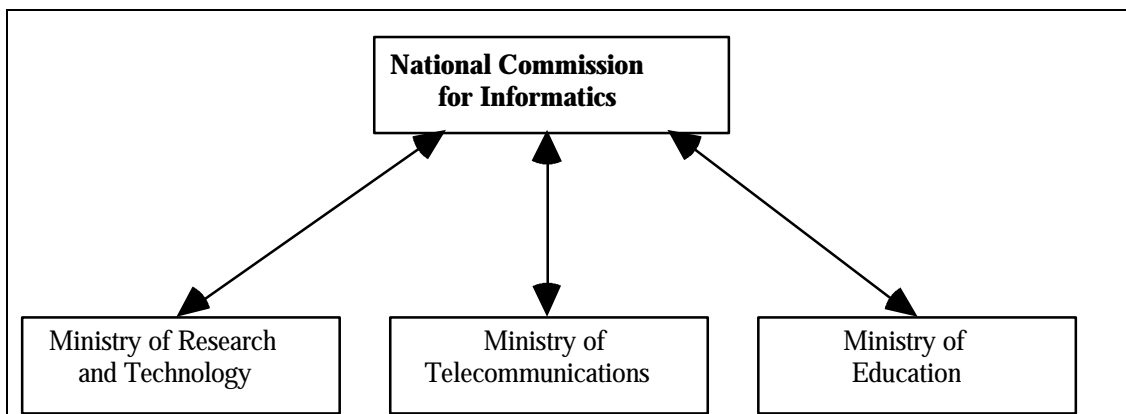 National Commission
for Informatics
Ministry of Research
and Technology
Ministry of
Telecommunications
Ministry of
Education